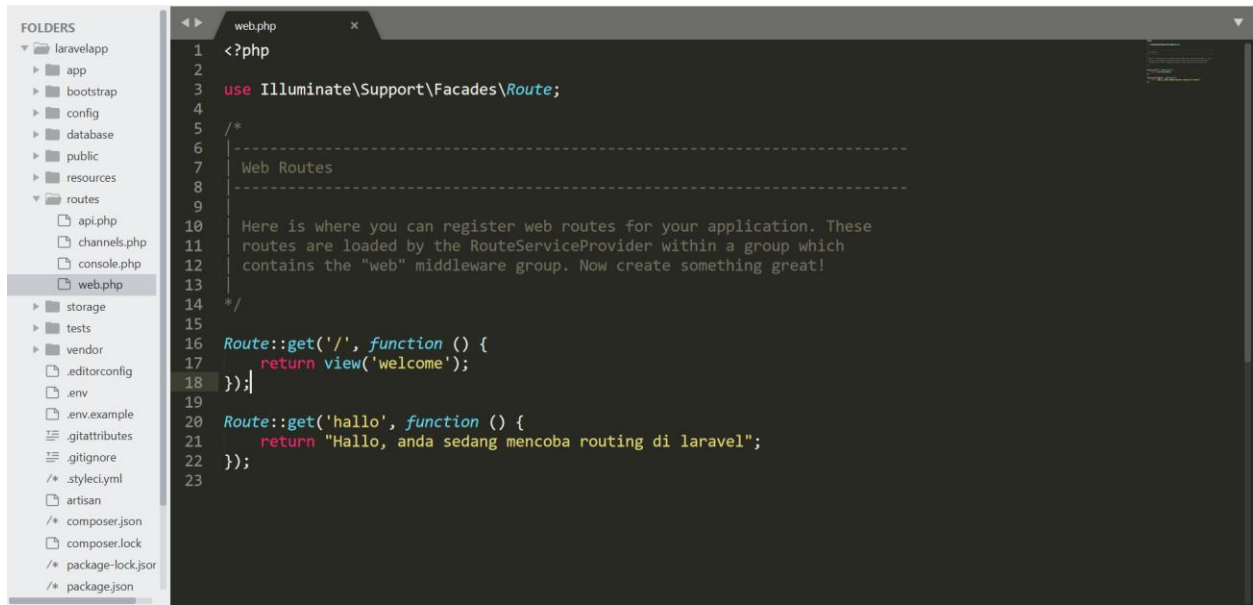 FOLDERS
laravelapp
app
bootstrap
config
database
public
resources
routes
api.php
channels.php
console.php
web.php
storage
tests
vendor
.editorconfig
.env
.env.example
.gitattributes
.gitignore
/* .styleci.yml
artisan
/* composer.json
composer.lock
/* package-lock.jsor
/* package.json
web.php ×
1 <?php
2
3 use Illuminate\Support\Facades\Route;
4
5 /*
6 |--------------------------------------------------------------------------
7 | Web Routes
8 |--------------------------------------------------------------------------
9 |
10 | Here is where you can register web routes for your application. These
11 | routes are loaded by the RouteServiceProvider within a group which
12 | contains the "web" middleware group. Now create something great!
13 |
14 */
15
16 Route::get('/', function () {
17     return view('welcome');
18 });
19
20 Route::get('hallo', function () {
21     return "Hallo, anda sedang mencoba routing di laravel";
22 });
23